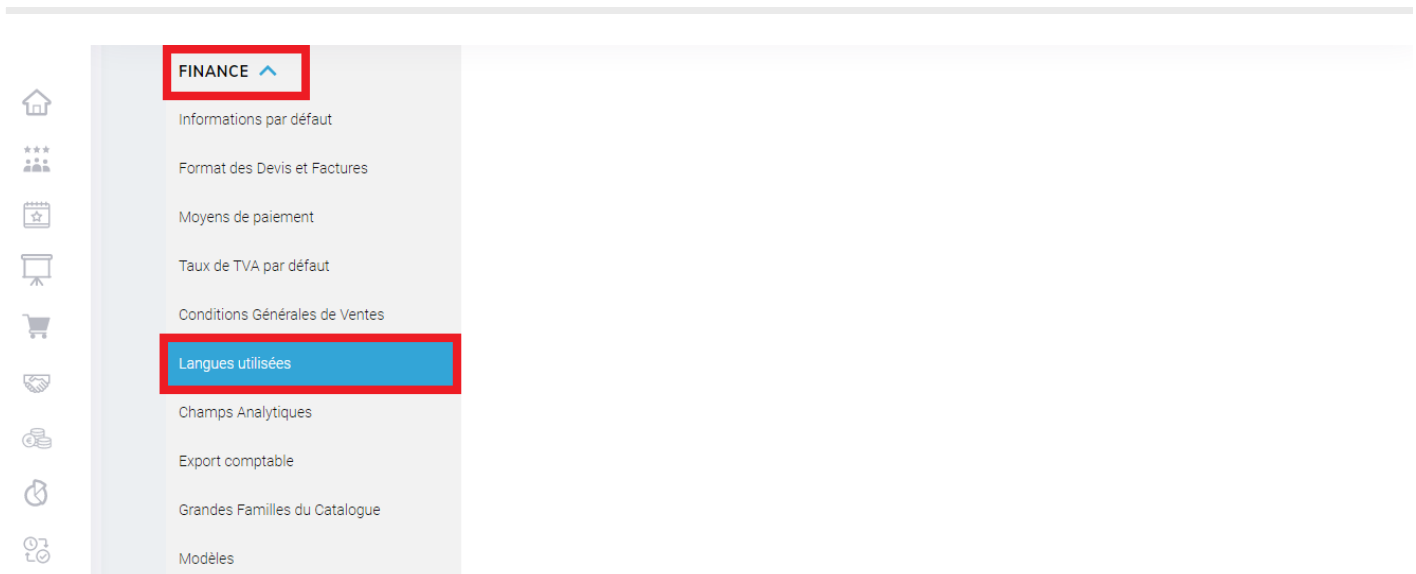 FINANCE
Informations par défaut
Format des Devis et Factures
Moyens de paiement
Taux de TVA par défaut
Conditions Générales de Ventes
Langues utilisées
Champs Analytiques
Export comptable
Grandes Familles du Catalogue
Modèles